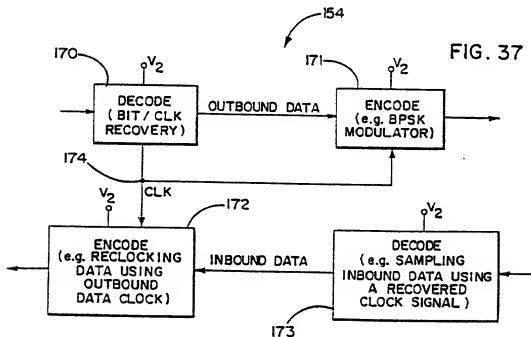 154
FIG. 37
170
V2
171
V2
DECODE
(BIT / CLK
RECOVERY)
OUTBOUND DATA
ENCODE
(e.g. BPSK
MODULATOR)
174
CLK
V2
172
V2
ENCODE
(e.g. RECLOCKING
DATA USING
OUTBOUND
DATA CLOCK)
INBOUND DATA
DECODE
(e.g. SAMPLING
INBOUND DATA USING
A RECOVERED
CLOCK SIGNAL)
173